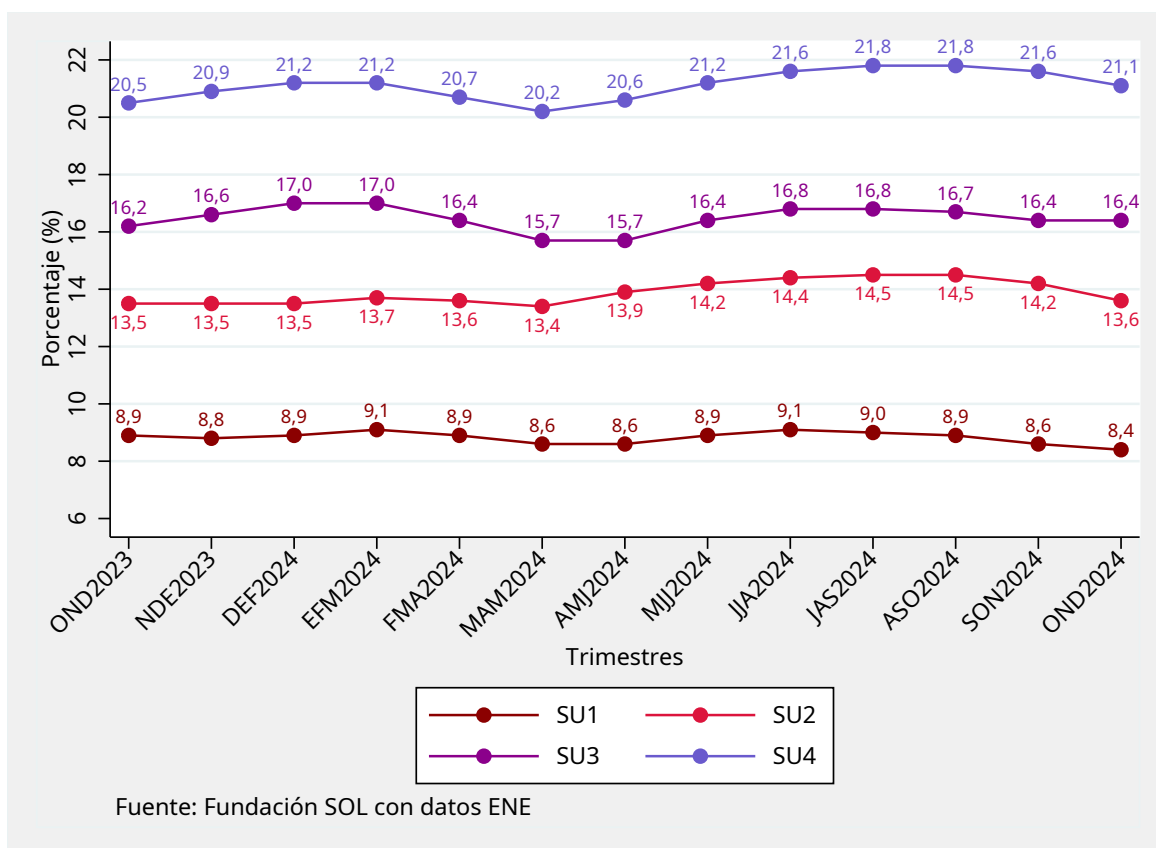 Porcentaje (%)
22
20
18
16
14
12
10
8
6
20,5 20,9 21,2 21,2 20,7 20,2 20,6 21,2 21,6 21,8 21,8 21,6 21,1
16,2 16,6 17,0 17,0 16,4 15,7 15,7 16,4 16,8 16,8 16,7 16,4 16,4
13,5 13,5 13,5 13,7 13,6 13,4 13,9 14,2 14,4 14,5 14,5 14,2 13,6
8,9 8,8 8,9 9,1 8,9 8,6 8,6 8,9 9,1 9,0 8,9 8,6 8,4
OND2023 NDE2023 DEF2024 EFM2024 FMA2024 MAM2024 AMJ2024 MJJ2024 JJA2024 JAS2024 ASO2024 SON2024 OND2024
Trimestres
SU1 SU2
SU3 SU4
Fuente: Fundación SOL con datos ENE